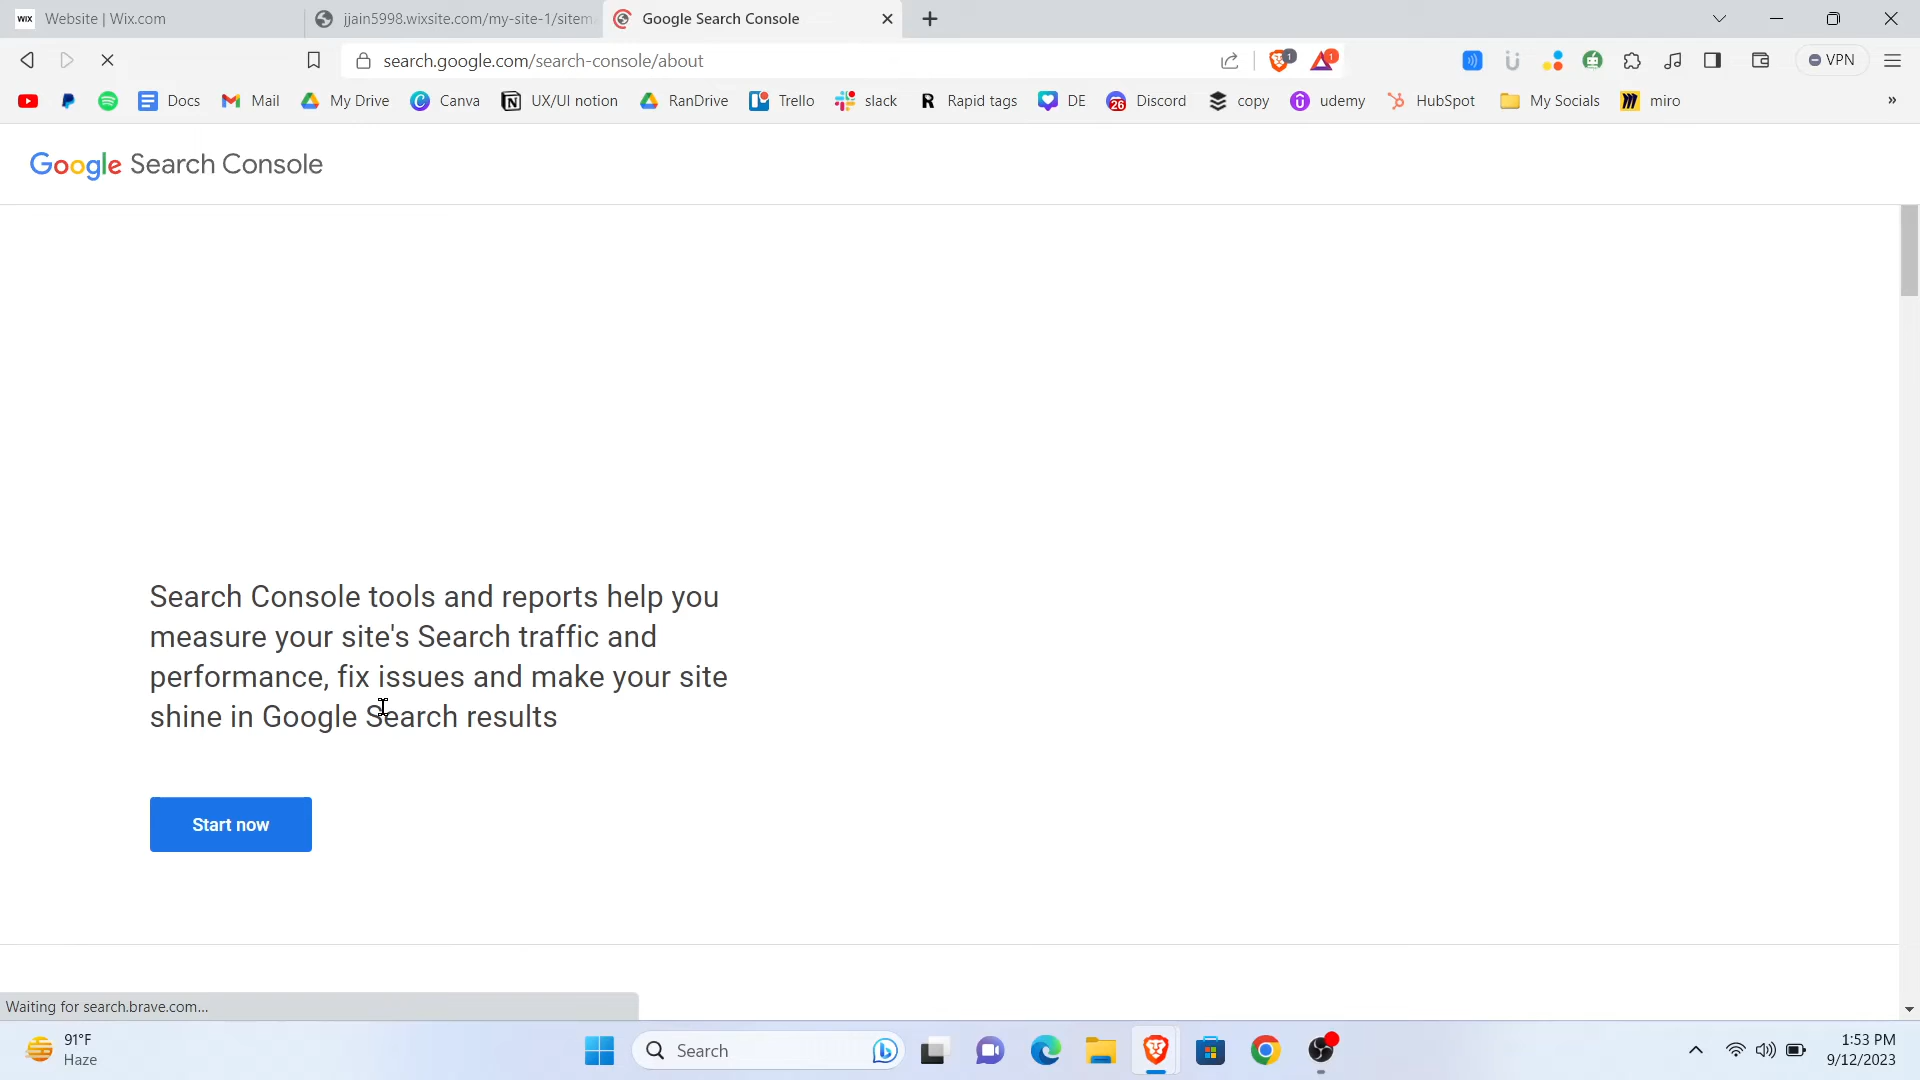 WiX Website | Wix.com
jjain5998.wixsite.com/my-site-1/sitem
Google Search Console
search.google.com/search-console/about
1
1
VPN
Docs
Mail
My Drive
Canva
UX/UI notion
RanDrive
Trello
slack
R Rapid tags
DE
26 Discord
copy
udemy
HubSpot
My Socials
miro
»
Google Search Console
Search Console tools and reports help you
measure your site's Search traffic and
performance, fix issues and make your site
shine in Google Search results
Start now
Waiting for search.brave.com...
91°F
Haze
Search
1:53 PM
9/12/2023